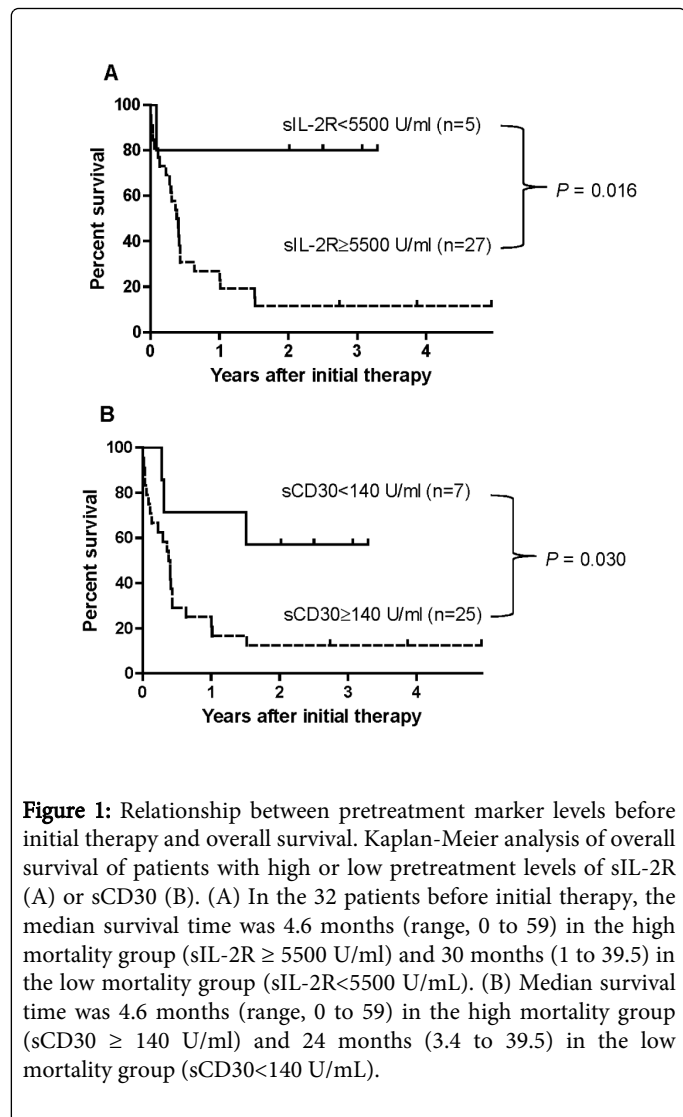 A
100
80
60
40
20
0
Percent survival
sIL-2R<5500 U/ml (n=5)
P = 0.016
sIL-2R≥5500 U/ml (n=27)
0 1 2 3 4
Years after initial therapy
B
100
80
60
40
20
0
Percent survival
sCD30<140 U/ml (n=7)
P = 0.030
sCD30≥140 U/ml (n=25)
0 1 2 3 4
Years after initial therapy
Figure 1: Relationship between pretreatment marker levels before
initial therapy and overall survival. Kaplan-Meier analysis of overall
survival of patients with high or low pretreatment levels of sIL-2R
(A) or sCD30 (B). (A) In the 32 patients before initial therapy, the
median survival time was 4.6 months (range, 0 to 59) in the high
mortality group (sIL-2R ≥ 5500 U/ml) and 30 months (1 to 39.5) in
the low mortality group (sIL-2R<5500 U/mL). (B) Median survival
time was 4.6 months (range, 0 to 59) in the high mortality group
(sCD30 ≥ 140 U/ml) and 24 months (3.4 to 39.5) in the low
mortality group (sCD30<140 U/mL).